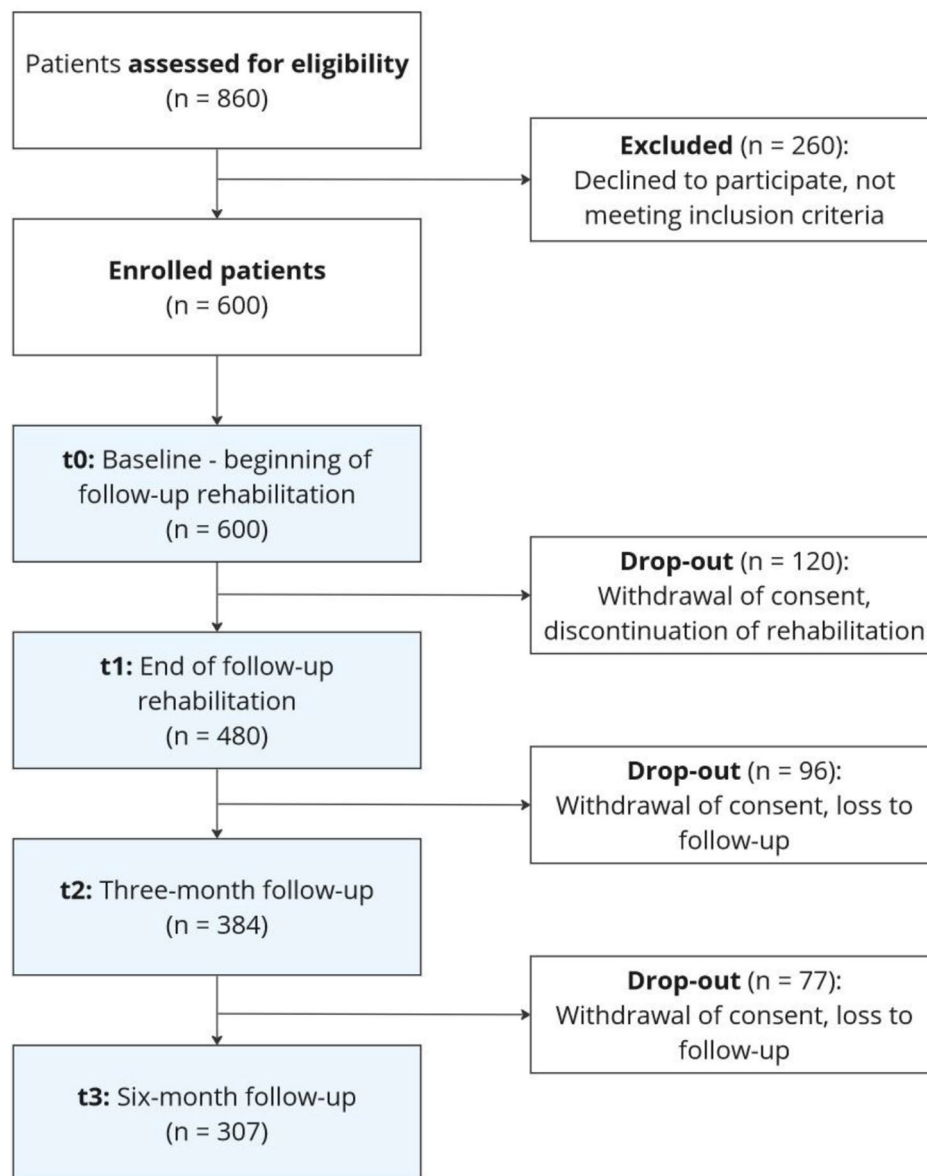 Patients assessed for eligibility
(n = 860)
Excluded (n = 260):
Declined to participate, not
meeting inclusion criteria
Enrolled patients
(n = 600)
t0: Baseline - beginning of
follow-up rehabilitation
(n = 600)
Drop-out (n = 120):
Withdrawal of consent,
discontinuation of rehabilitation
t1: End of follow-up
rehabilitation
(n = 480)
Drop-out (n = 96):
Withdrawal of consent, loss to
follow-up
t2: Three-month follow-up
(n = 384)
Drop-out (n = 77):
Withdrawal of consent, loss to
follow-up
t3: Six-month follow-up
(n = 307)